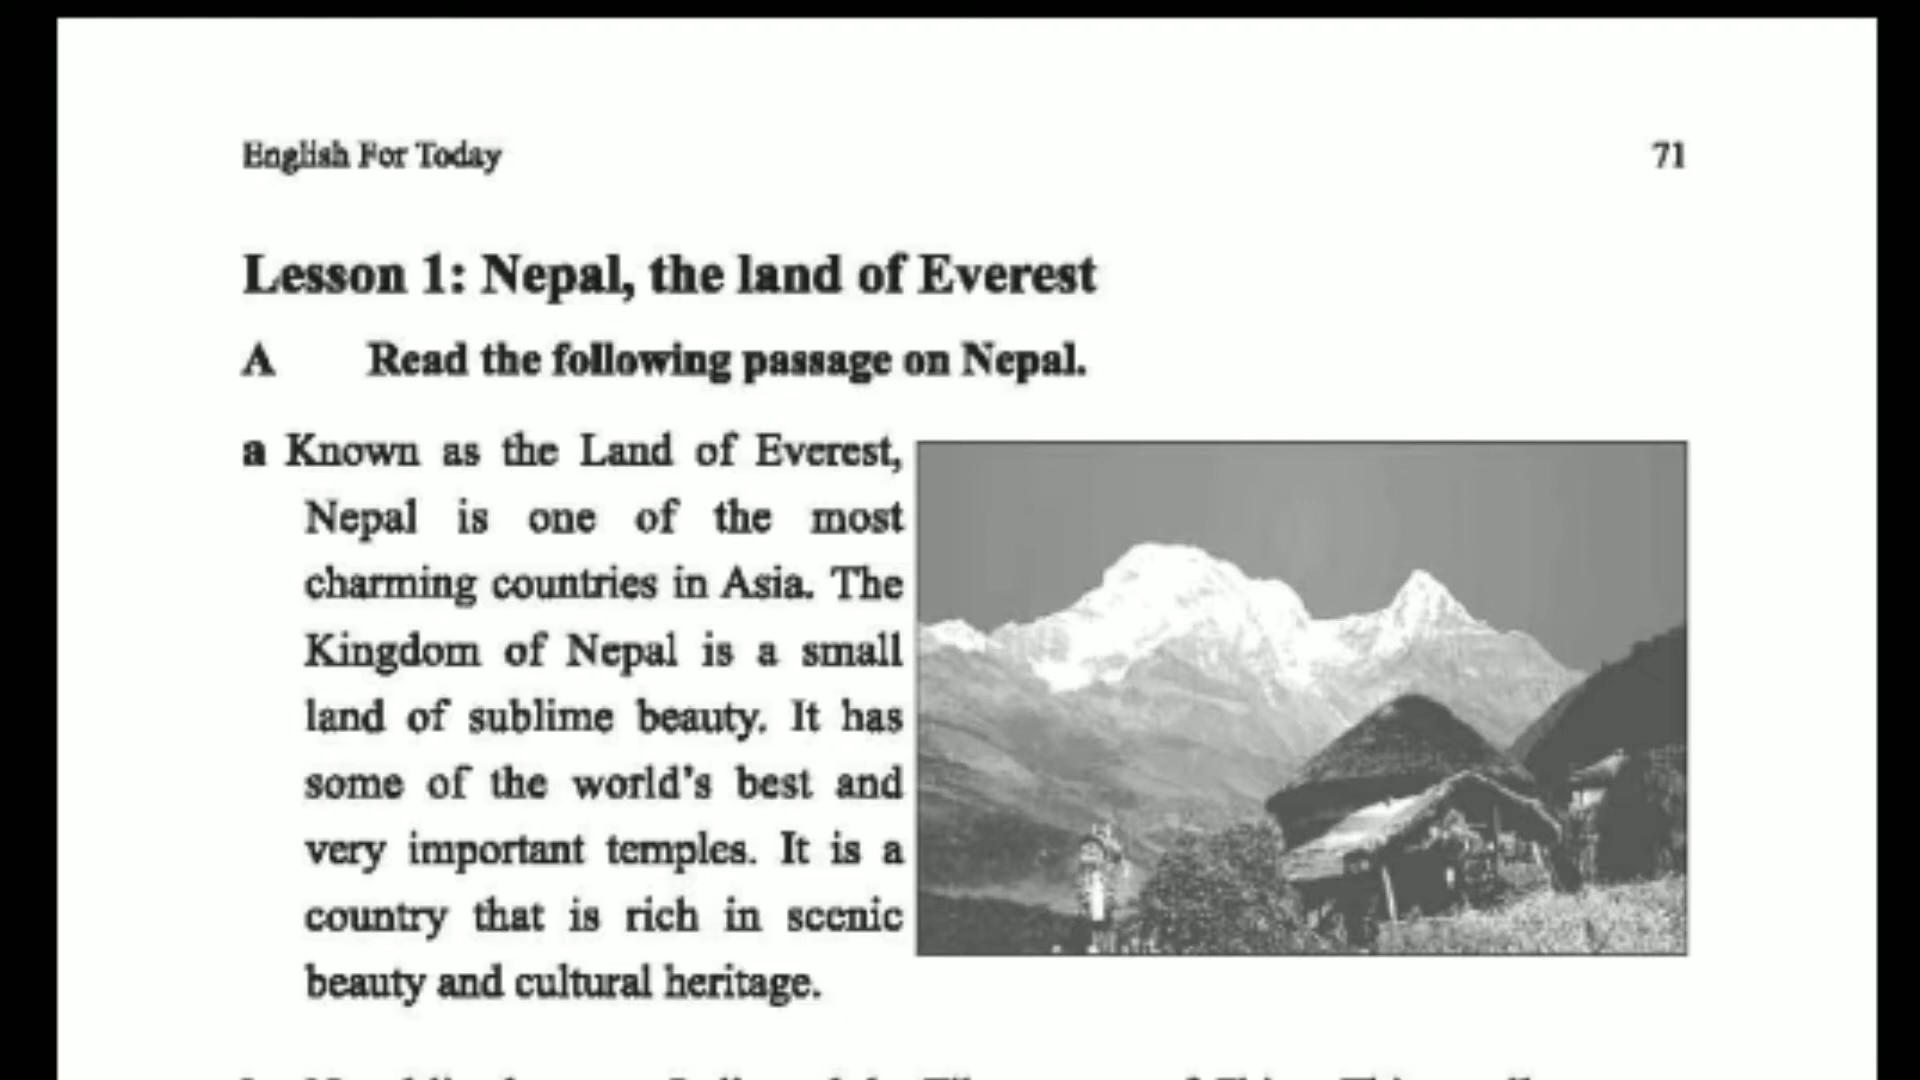 English For Today 71
Lesson 1: Nepal, the land of Everest
A Read the following passage on Nepal.
a Known as the Land of Everest,
Nepal is one of the most
charming countries in Asia. The
Kingdom of Nepal is a small
land of sublime beauty. It has
some of the world's best and
very important temples. It is a
country that is rich in scenic
beauty and cultural heritage.